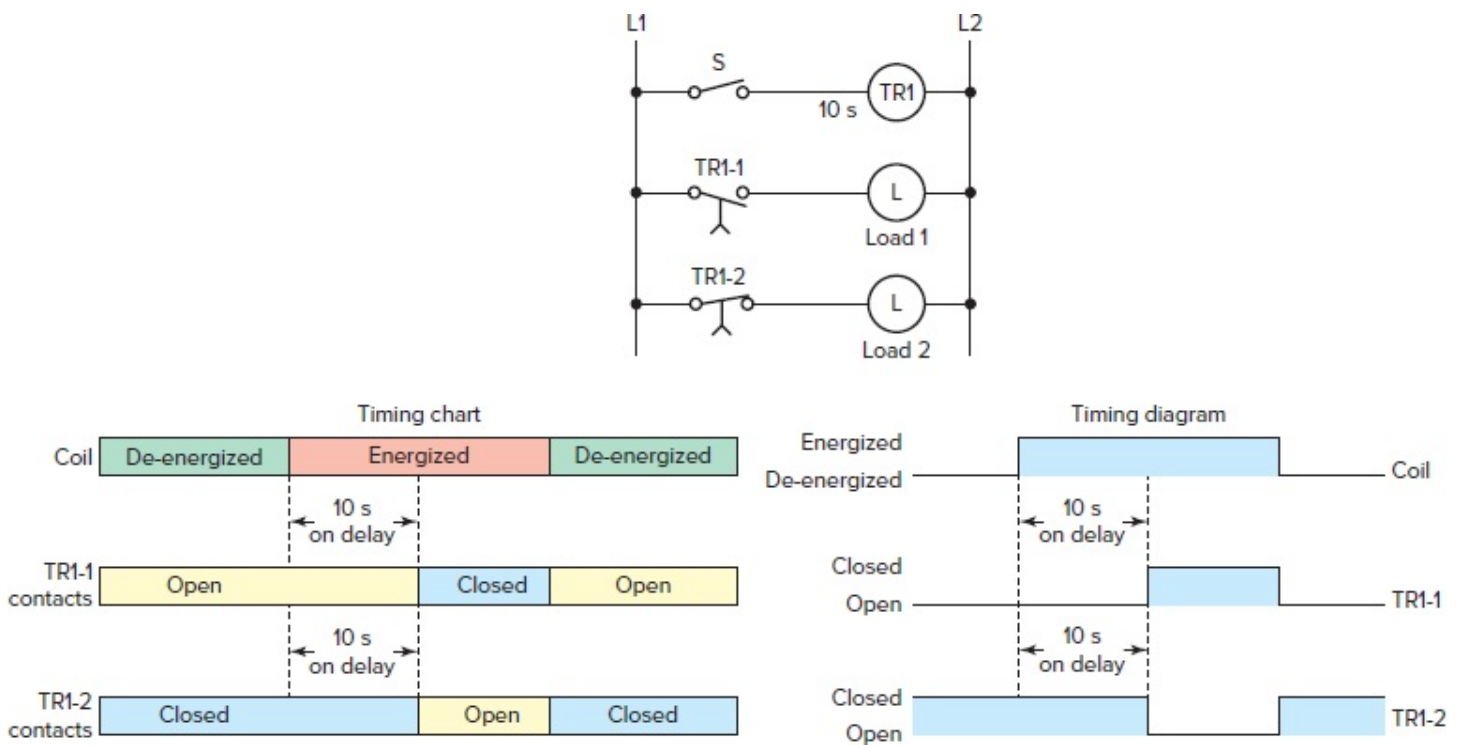 L1
L2
S
10 s
TR1
TR1-1
L
Load 1
TR1-2
L
Load 2
Timing chart
Coil
De-energized
Energized
De-energized
10 s
on delay
TR1-1
contacts
Open
Closed
Open
10 s
on delay
TR1-2
contacts
Closed
Open
Closed
Timing diagram
Energized
De-energized
Coil
10 s
on delay
Closed
Open
TR1-1
10 s
on delay
Closed
Open
TR1-2